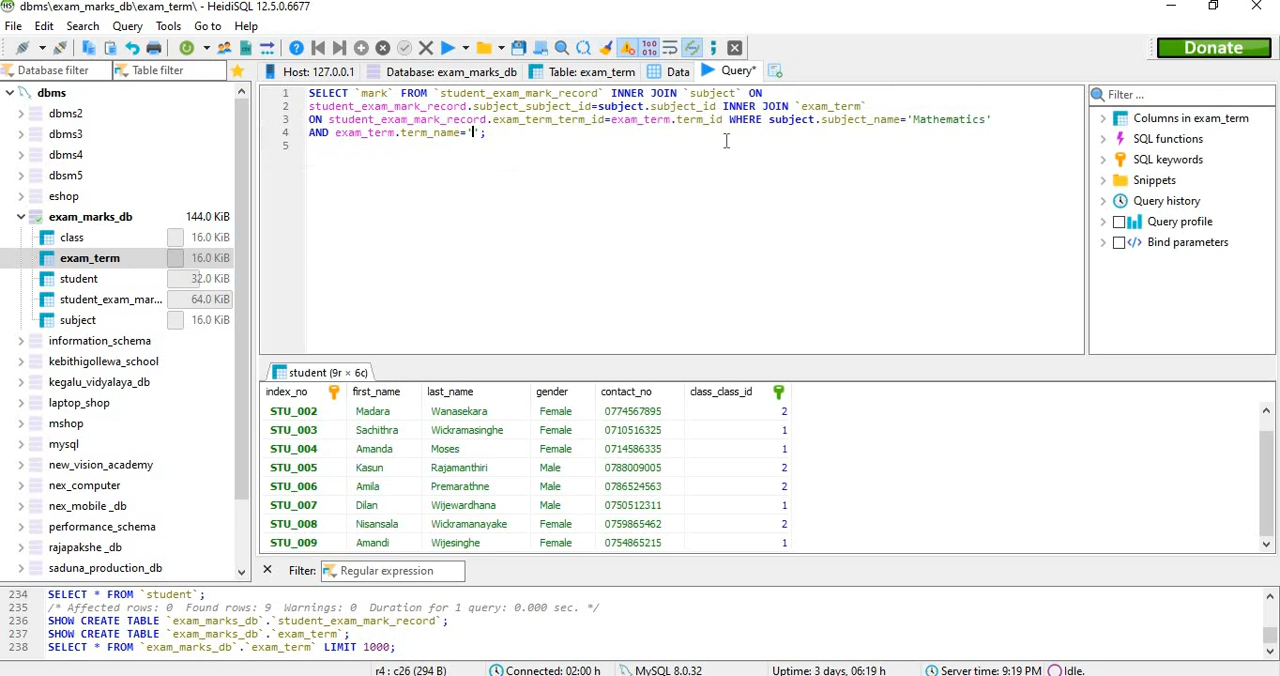 dbms\exam_marks_db\exam_term\ - HeidiSQL 12.5.0.6677
File Edit Search Query Tools Go to Help
Donate
Database filter Table filter
Host: 127.0.0.1 Database: exam_marks_db Table: exam_term Data Query*
dbms
dbms2
dbms3
dbms4
dbsm5
eshop
exam_marks_db 144.0 KiB
class 16.0 KiB
exam_term 16.0 KiB
student 32.0 KiB
student_exam_mar... 64.0 KiB
subject 16.0 KiB
information_schema
kebithigollewa_school
kegalu_vidyalaya_db
laptop_shop
mshop
mysql
new_vision_academy
nex_computer
nex_mobile _db
performance_schema
rajapakshe _db
saduna_production_db
1 SELECT `mark` FROM `student_exam_mark_record` INNER JOIN `subject` ON
2 student_exam_mark_record.subject_subject_id=subject.subject_id INNER JOIN `exam_term`
3 ON student_exam_mark_record.exam_term_term_id=exam_term.term_id WHERE subject.subject_name='Mathematics'
4 AND exam_term.term_name='';
5
Filter ...
Columns in exam_term
SQL functions
SQL keywords
Snippets
Query history
Query profile
Bind parameters
student (9r × 6c)
index_no first_name last_name gender contact_no class_class_id
STU_002 Madara Wanasekara Female 0774567895 2
STU_003 Sachithra Wickramasinghe Female 0710516325 1
STU_004 Amanda Moses Female 0714586335 1
STU_005 Kasun Rajamanthiri Male 0788009005 2
STU_006 Amila Premarathne Male 0786524563 2
STU_007 Dilan Wijewardhana Male 0750512311 1
STU_008 Nisansala Wickramanayake Female 0759865462 2
STU_009 Amandi Wijesinghe Female 0754865215 1
Filter: Regular expression
234 SELECT * FROM `student`;
235 /* Affected rows: 0 Found rows: 9 Warnings: 0 Duration for 1 query: 0.000 sec. */
236 SHOW CREATE TABLE `exam_marks_db`.`student_exam_mark_record`;
237 SHOW CREATE TABLE `exam_marks_db`.`exam_term`;
238 SELECT * FROM `exam_marks_db`.`exam_term` LIMIT 1000;
r4 : c26 (294 B) Connected: 02:00 h MySQL 8.0.32 Uptime: 3 days, 06:19 h Server time: 9:19 PM Idle.